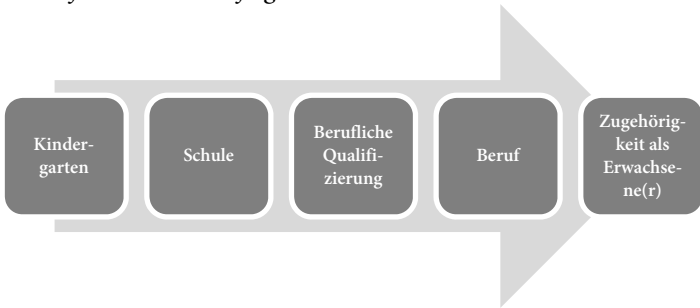 Kinder-
garten
Schule
Berufliche
Qualifi-
zierung
Beruf
Zugehörig-
keit als
Erwachse-
ne(r)